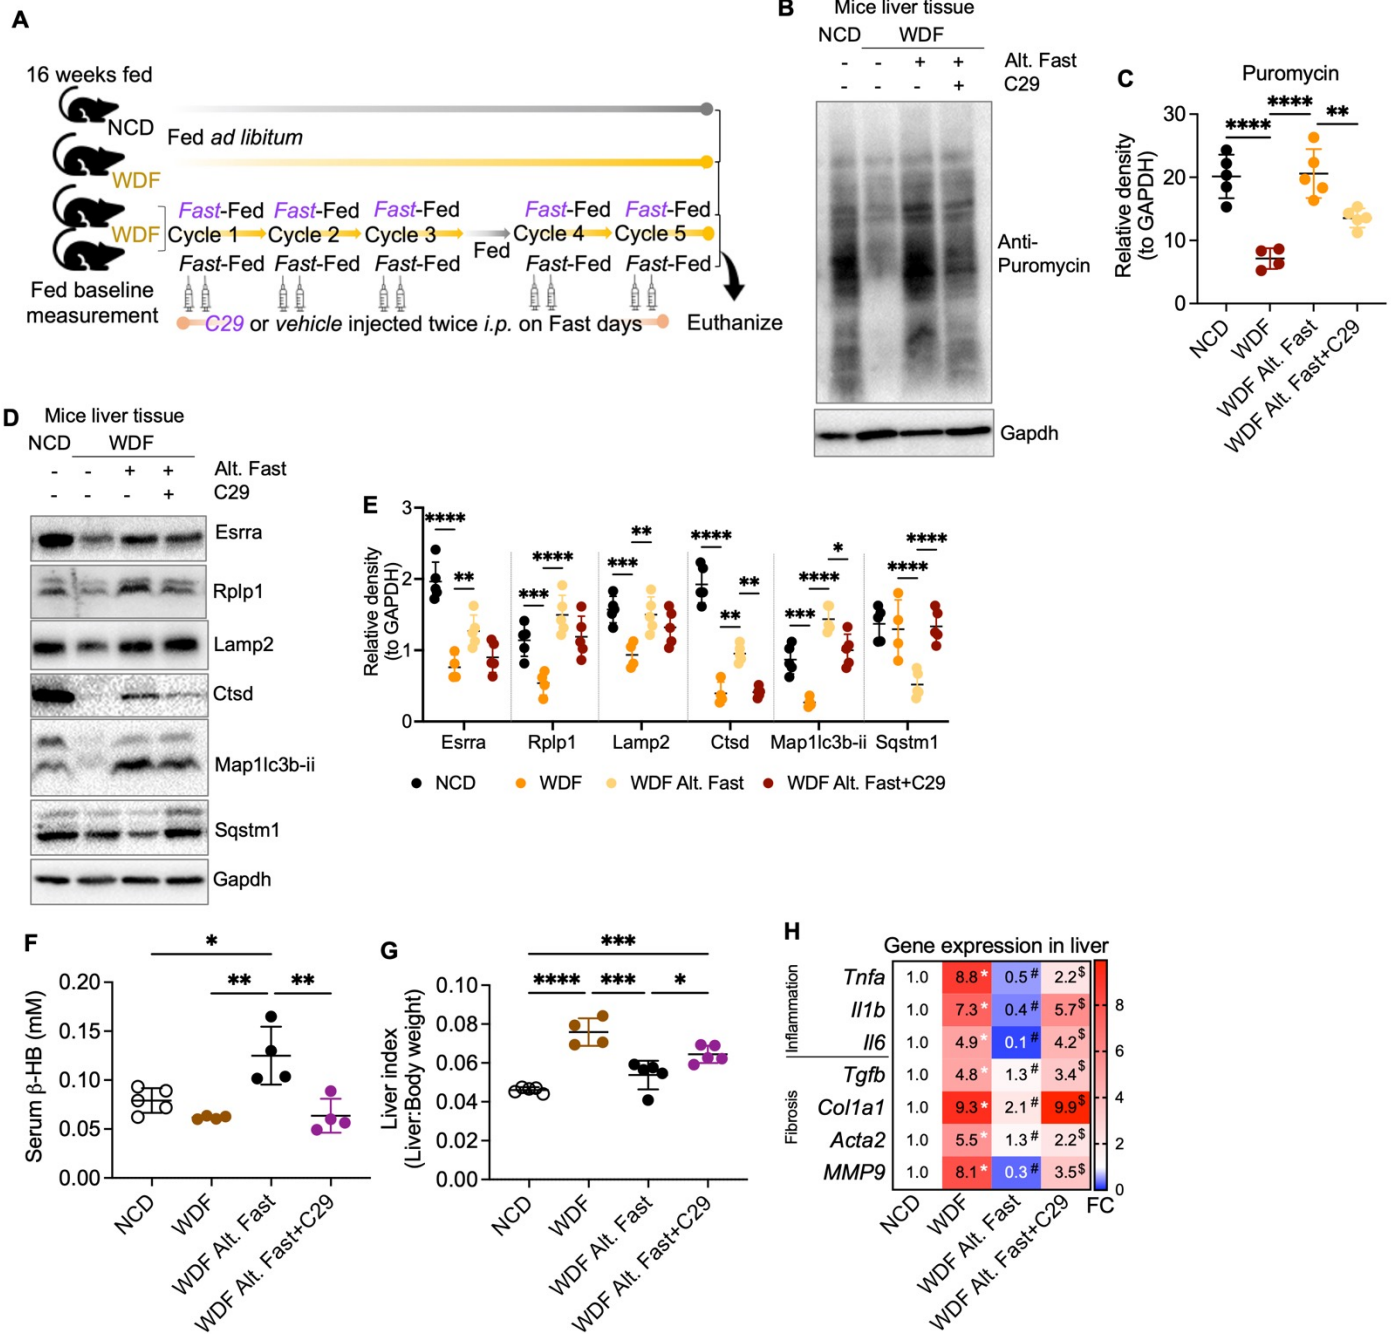 A
16 weeks fed
NCD
Fed ad libitum
WDF
WDF
Fast-Fed Fast-Fed Fast-Fed Fast-Fed Fast-Fed
Cycle 1 Cycle 2 Cycle 3 Fed Cycle 4 Cycle 5
Fast-Fed Fast-Fed Fast-Fed Fast-Fed Fast-Fed
Fed baseline
measurement
C29 or vehicle injected twice i.p. on Fast days
Euthanize
B
Mice liver tissue
NCD WDF
- - + + Alt. Fast
- - - + C29
Anti-
Puromycin
Gapdh
C
Puromycin
**** **** **
Relative density
(to GAPDH)
30
20
10
0
NCD
WDF
WDF Alt. Fast
WDF Alt. Fast+C29
D
Mice liver tissue
NCD WDF
- - + + Alt. Fast
- - - + C29
Esrra
Rplp1
Lamp2
Ctsd
Map1lc3b-ii
Sqstm1
Gapdh
E
Relative density
(to GAPDH)
3
2
1
0
**** ** *** **** *** ** **** ** ** *** **** * **** ****
Esrra Rplp1 Lamp2 Ctsd Map1lc3b-ii Sqstm1
NCD WDF WDF Alt. Fast WDF Alt. Fast+C29
F
Serum β-HB (mM)
0.20
0.15
0.10
0.05
0.00
*
** **
NCD
WDF
WDF Alt. Fast
WDF Alt. Fast+C29
G
Liver index
(Liver:Body weight)
0.10
0.08
0.06
0.04
0.02
0.00
***
**** *** *
NCD
WDF
WDF Alt. Fast
WDF Alt. Fast+C29
H
Gene expression in liver
Inflammation
Fibrosis
Tnfa 1.0 8.8* 0.5# 2.2$
Il1b 1.0 7.3* 0.4# 5.7$
Il6 1.0 4.9* 0.1# 4.2$
Tgfb 1.0 4.8* 1.3# 3.4$
Col1a1 1.0 9.3* 2.1# 9.9$
Acta2 1.0 5.5* 1.3# 2.2$
MMP9 1.0 8.1* 0.3# 3.5$
8
6
4
2
0
FC
NCD
WDF
WDF Alt. Fast
WDF Alt. Fast+C29